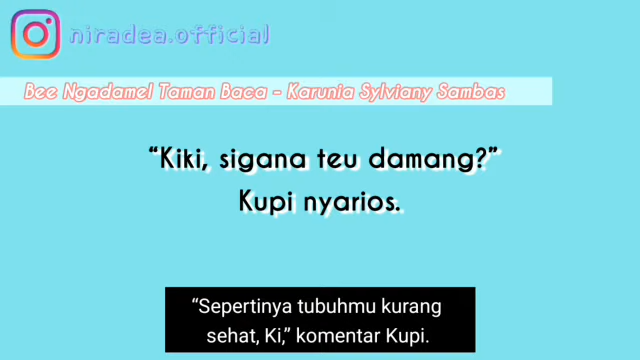 niradea.official
Bee Ngadamel Taman Baca - Karunia Sylviany Sambas
“Kiki, sigana teu damang?”
Kupi nyarios.
“Sepertinya tubuhmu kurang
sehat, Ki,” komentar Kupi.